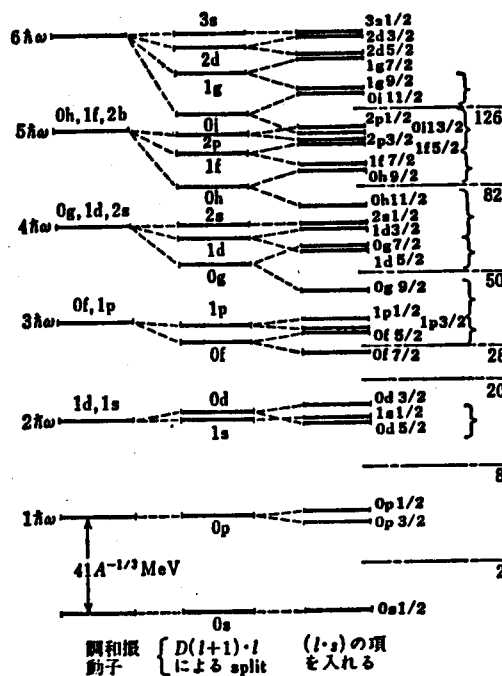 3s
3s1/2
6ℏω
2d3/2
2d
2d5/2
1g7/2
1g
1g9/2
0i11/2
126
0i
2p1/2
0i13/2
0h, 1f, 2b
2p
2p3/2
1f5/2
5ℏω
1f
1f7/2
0h9/2
82
0h
0h11/2
0g, 1d, 2s
2s
2s1/2
1d3/2
4ℏω
1d
0g7/2
1d5/2
0g
50
0g9/2
0f, 1p
1p
1p1/2
1p3/2
3ℏω
0f5/2
0f
0f7/2
28
20
1d, 1s
0d
0d3/2
1s1/2
2ℏω
1s
0d5/2
8
0p1/2
1ℏω
0p
0p3/2
41A⁻¹/³MeV
2
0s
0s1/2
調和振動子
D(l+1)・l
による split
(l・s)の項
を入れる